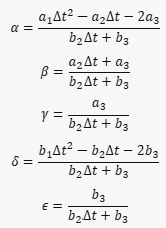 α = (a₁Δt² − a₂Δt − 2a₃) / (b₂Δt + b₃)
β = (a₂Δt + a₃) / (b₂Δt + b₃)
γ = a₃ / (b₂Δt + b₃)
δ = (b₁Δt² − b₂Δt − 2b₃) / (b₂Δt + b₃)
ϵ = b₃ / (b₂Δt + b₃)